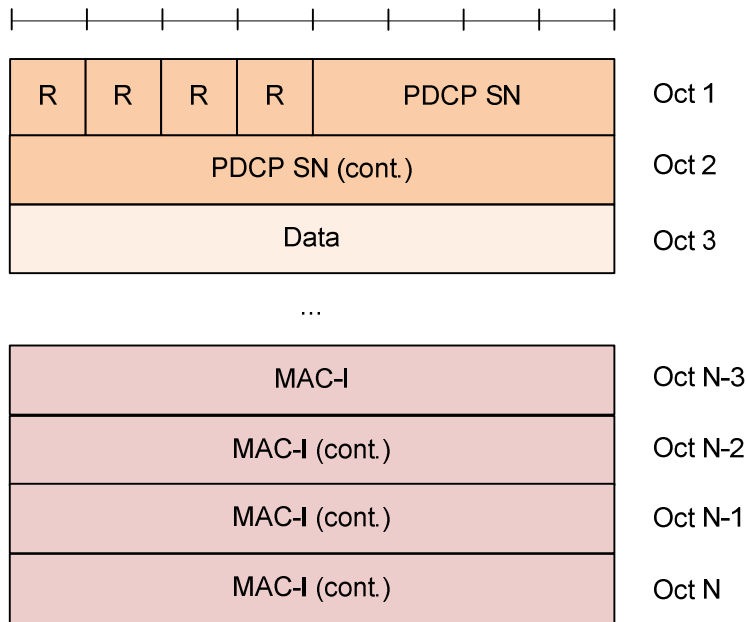 R R R R PDCP SN Oct 1
PDCP SN (cont.) Oct 2
Data Oct 3
...
MAC-I Oct N-3
MAC-I (cont.) Oct N-2
MAC-I (cont.) Oct N-1
MAC-I (cont.) Oct N